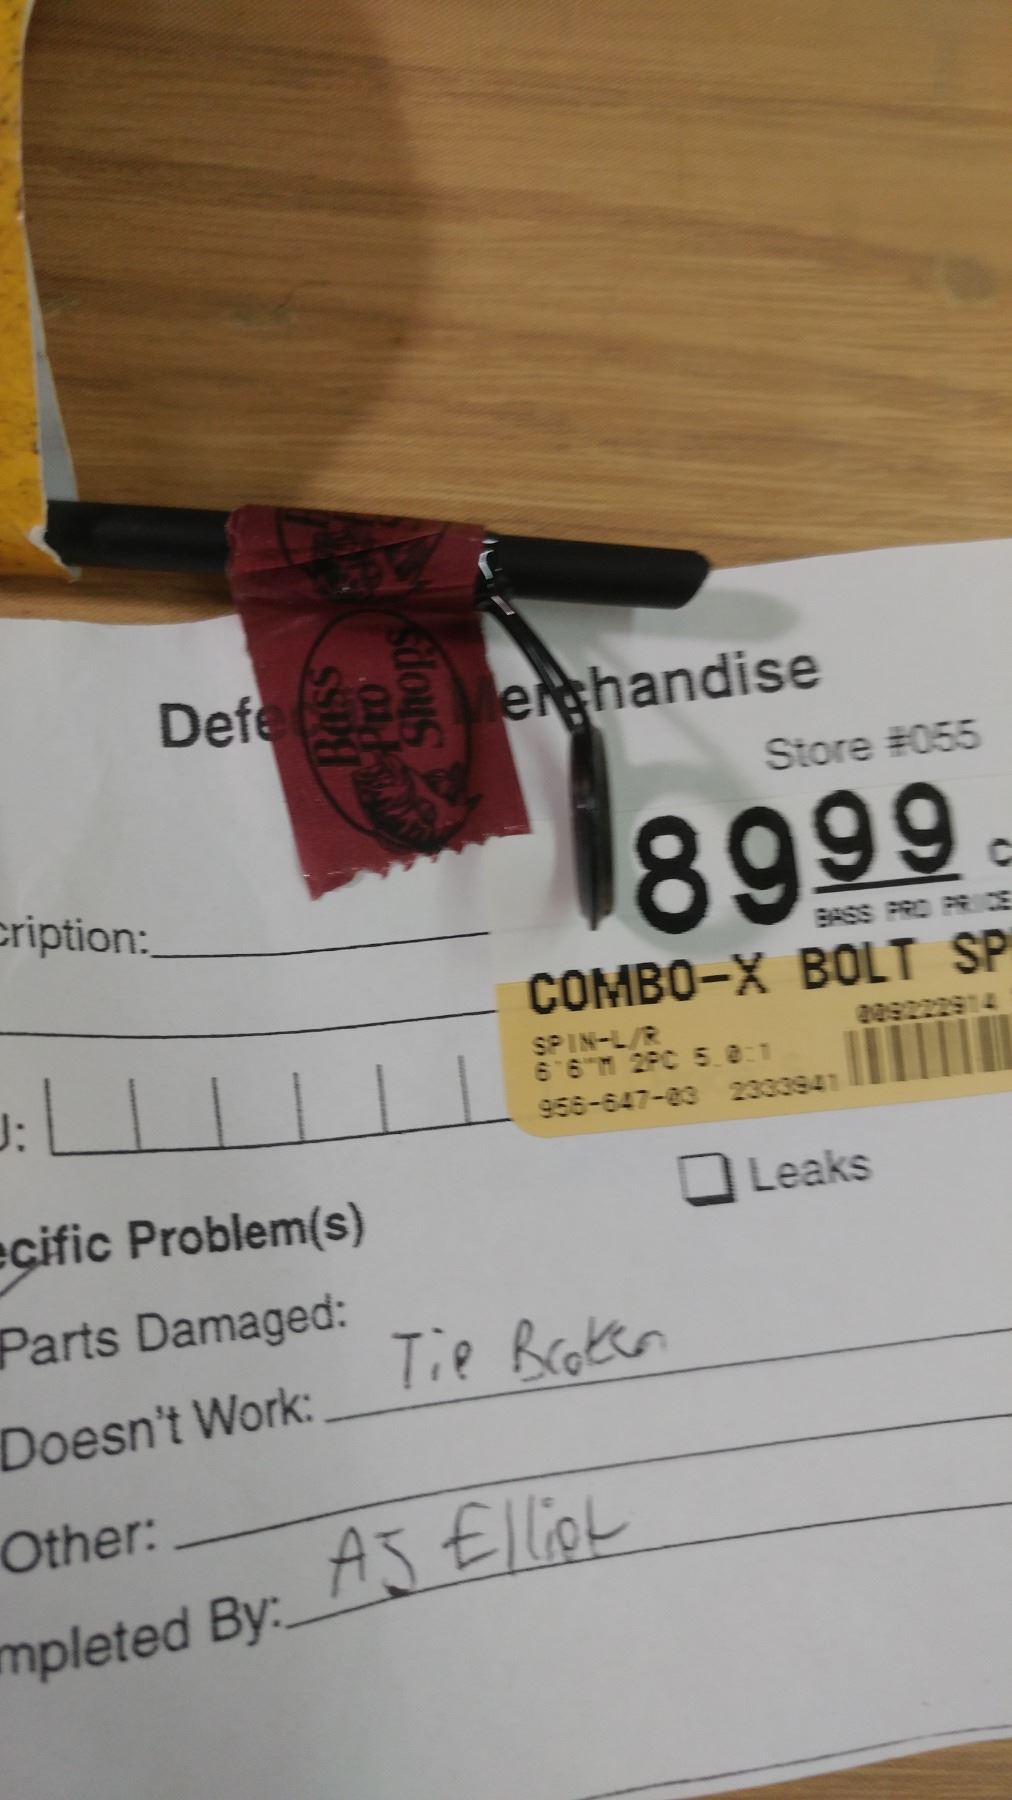 Defe Merchandise
Bass
Pro
Shops
Store #055
8999
BASS PRO PRICE
cription:
COMBO-X BOLT SP
009222914
SPIN-L/R
6'6"M 2PC 5.0:1
956-647-03 2333941
U:
Leaks
ecific Problem(s)
Parts Damaged:
Tip Broken
Doesn't Work:
Other:
AJ Elliot
mpleted By: